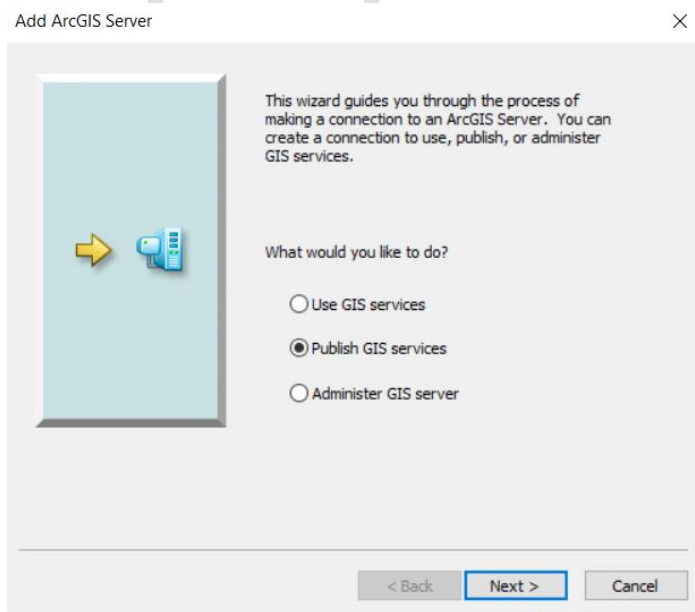 Add ArcGIS Server
This wizard guides you through the process of
making a connection to an ArcGIS Server. You can
create a connection to use, publish, or administer
GIS services.
What would you like to do?
Use GIS services
Publish GIS services
Administer GIS server
< Back Next > Cancel